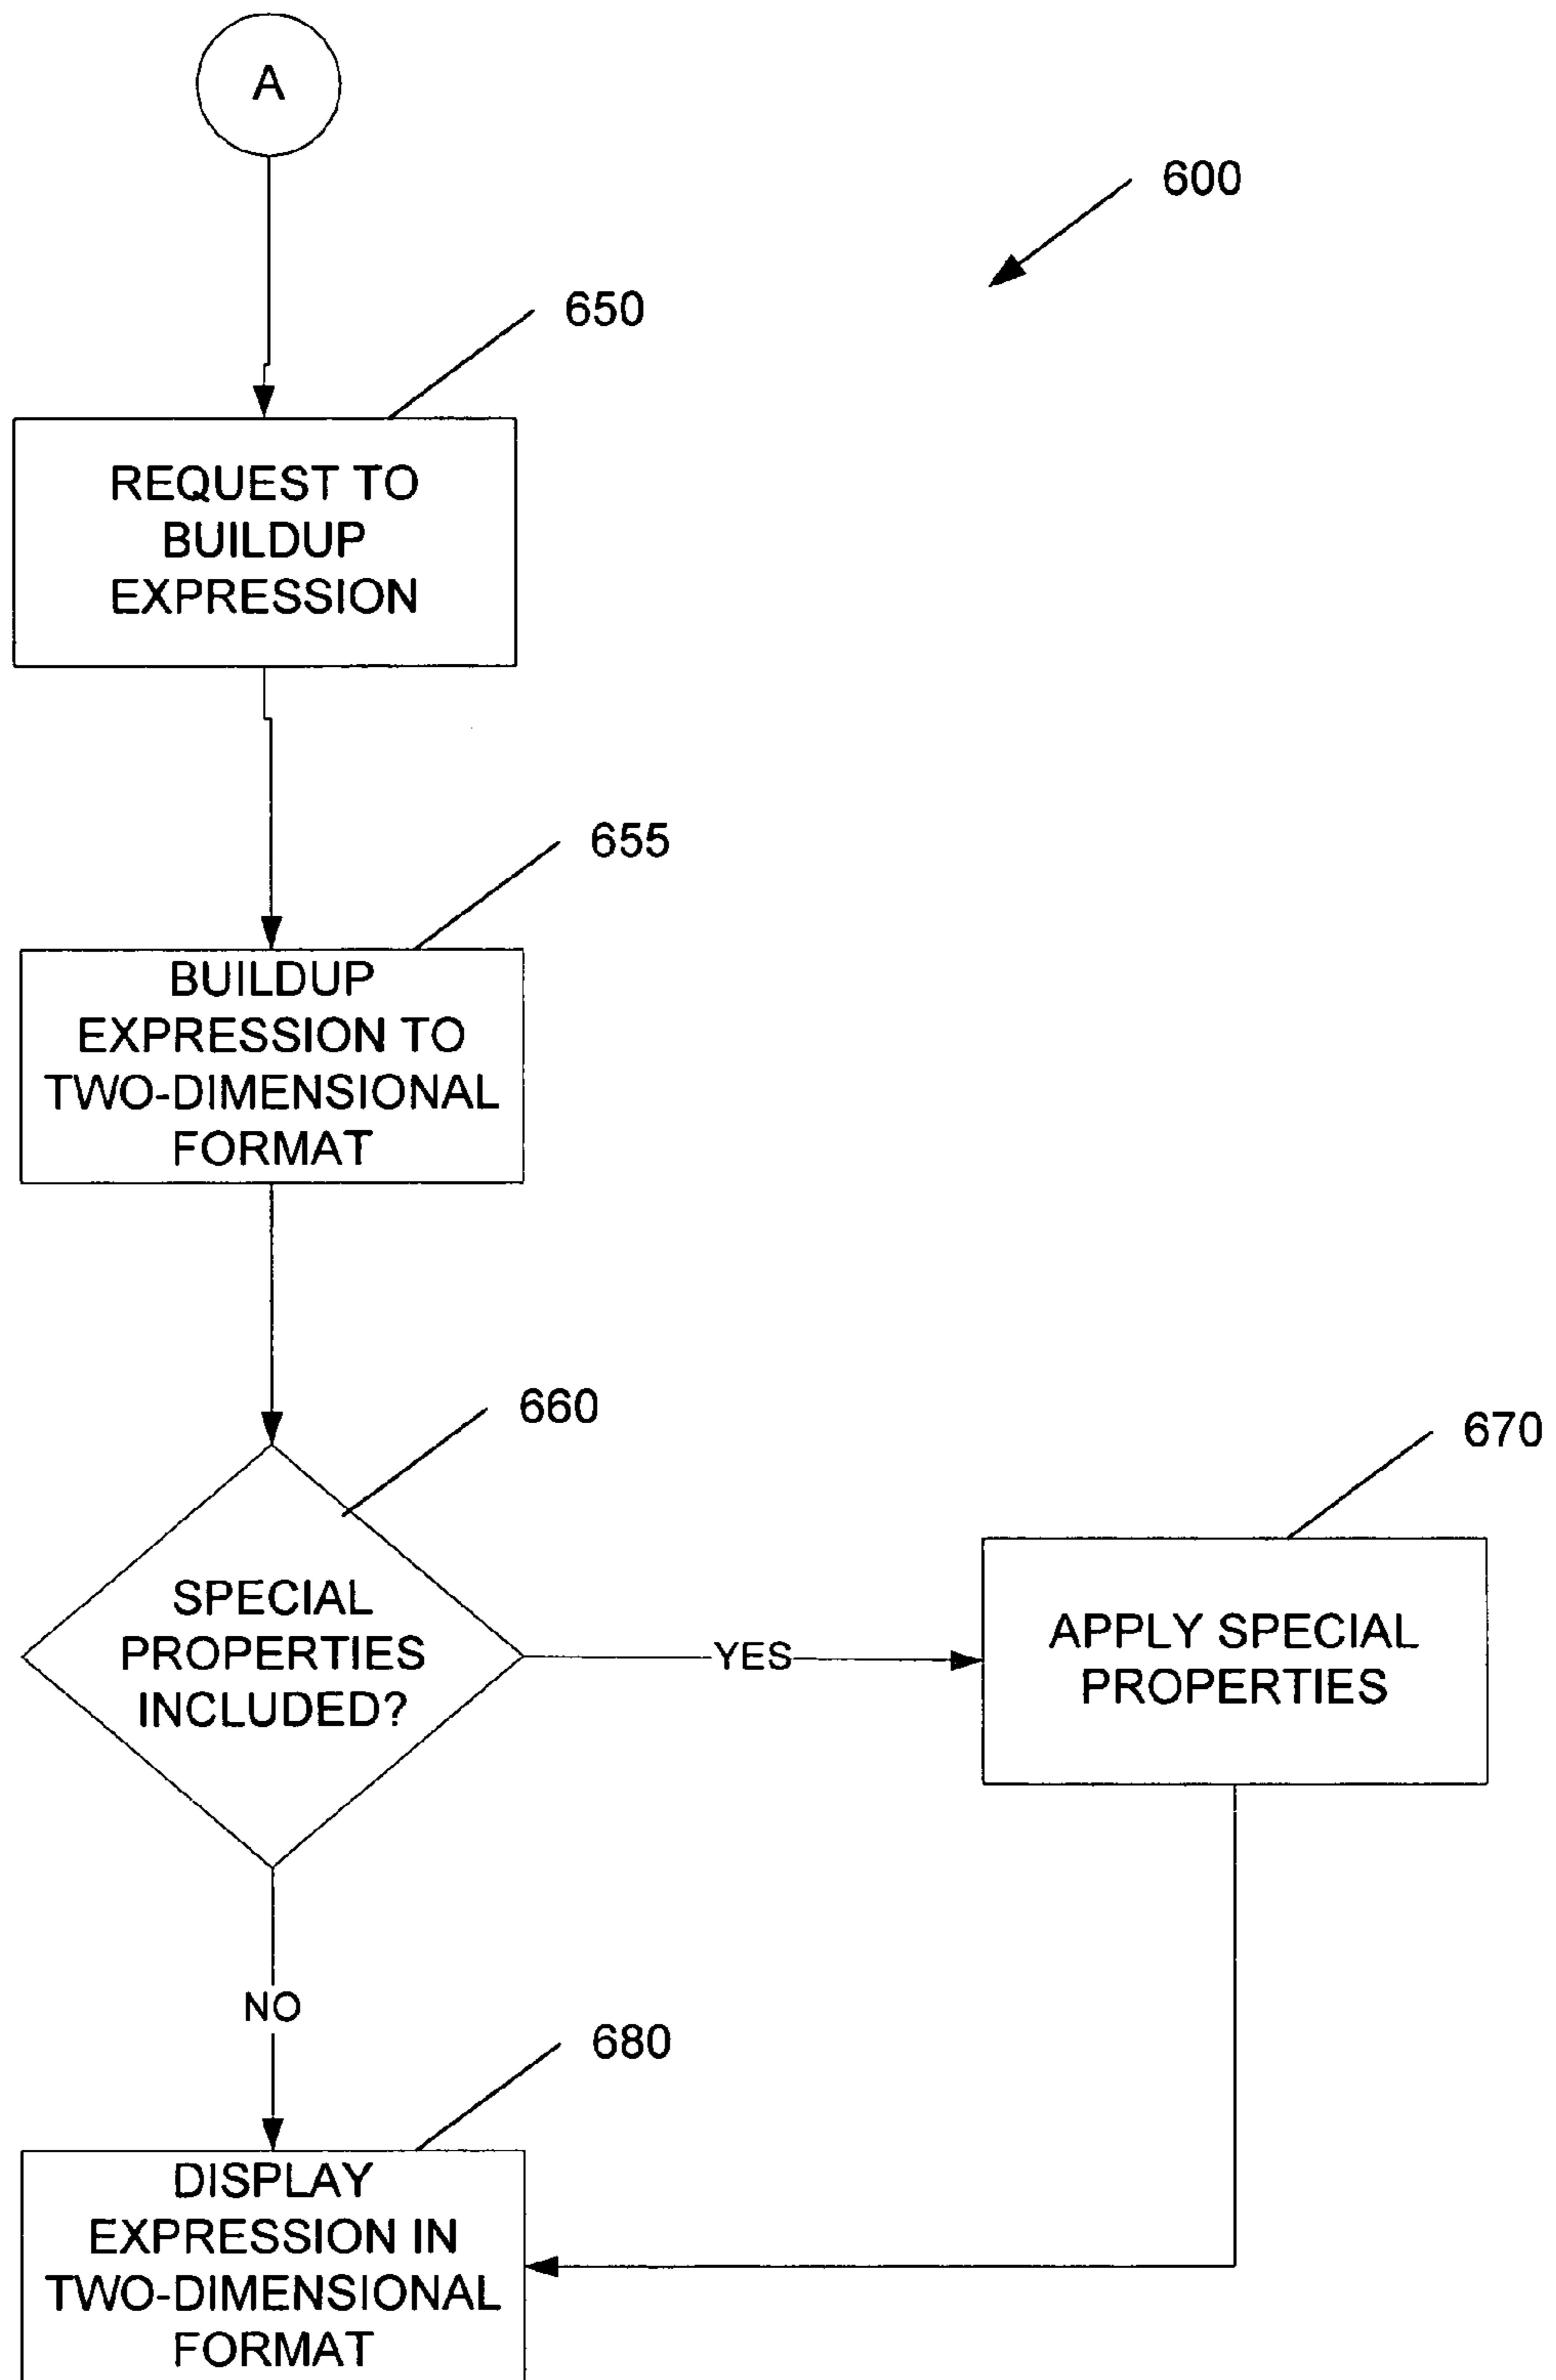 A
600
650
REQUEST TO
BUILDUP
EXPRESSION
655
BUILDUP
EXPRESSION TO
TWO-DIMENSIONAL
FORMAT
660
670
SPECIAL
PROPERTIES
INCLUDED?
YES
APPLY SPECIAL
PROPERTIES
NO
680
DISPLAY
EXPRESSION IN
TWO-DIMENSIONAL
FORMAT